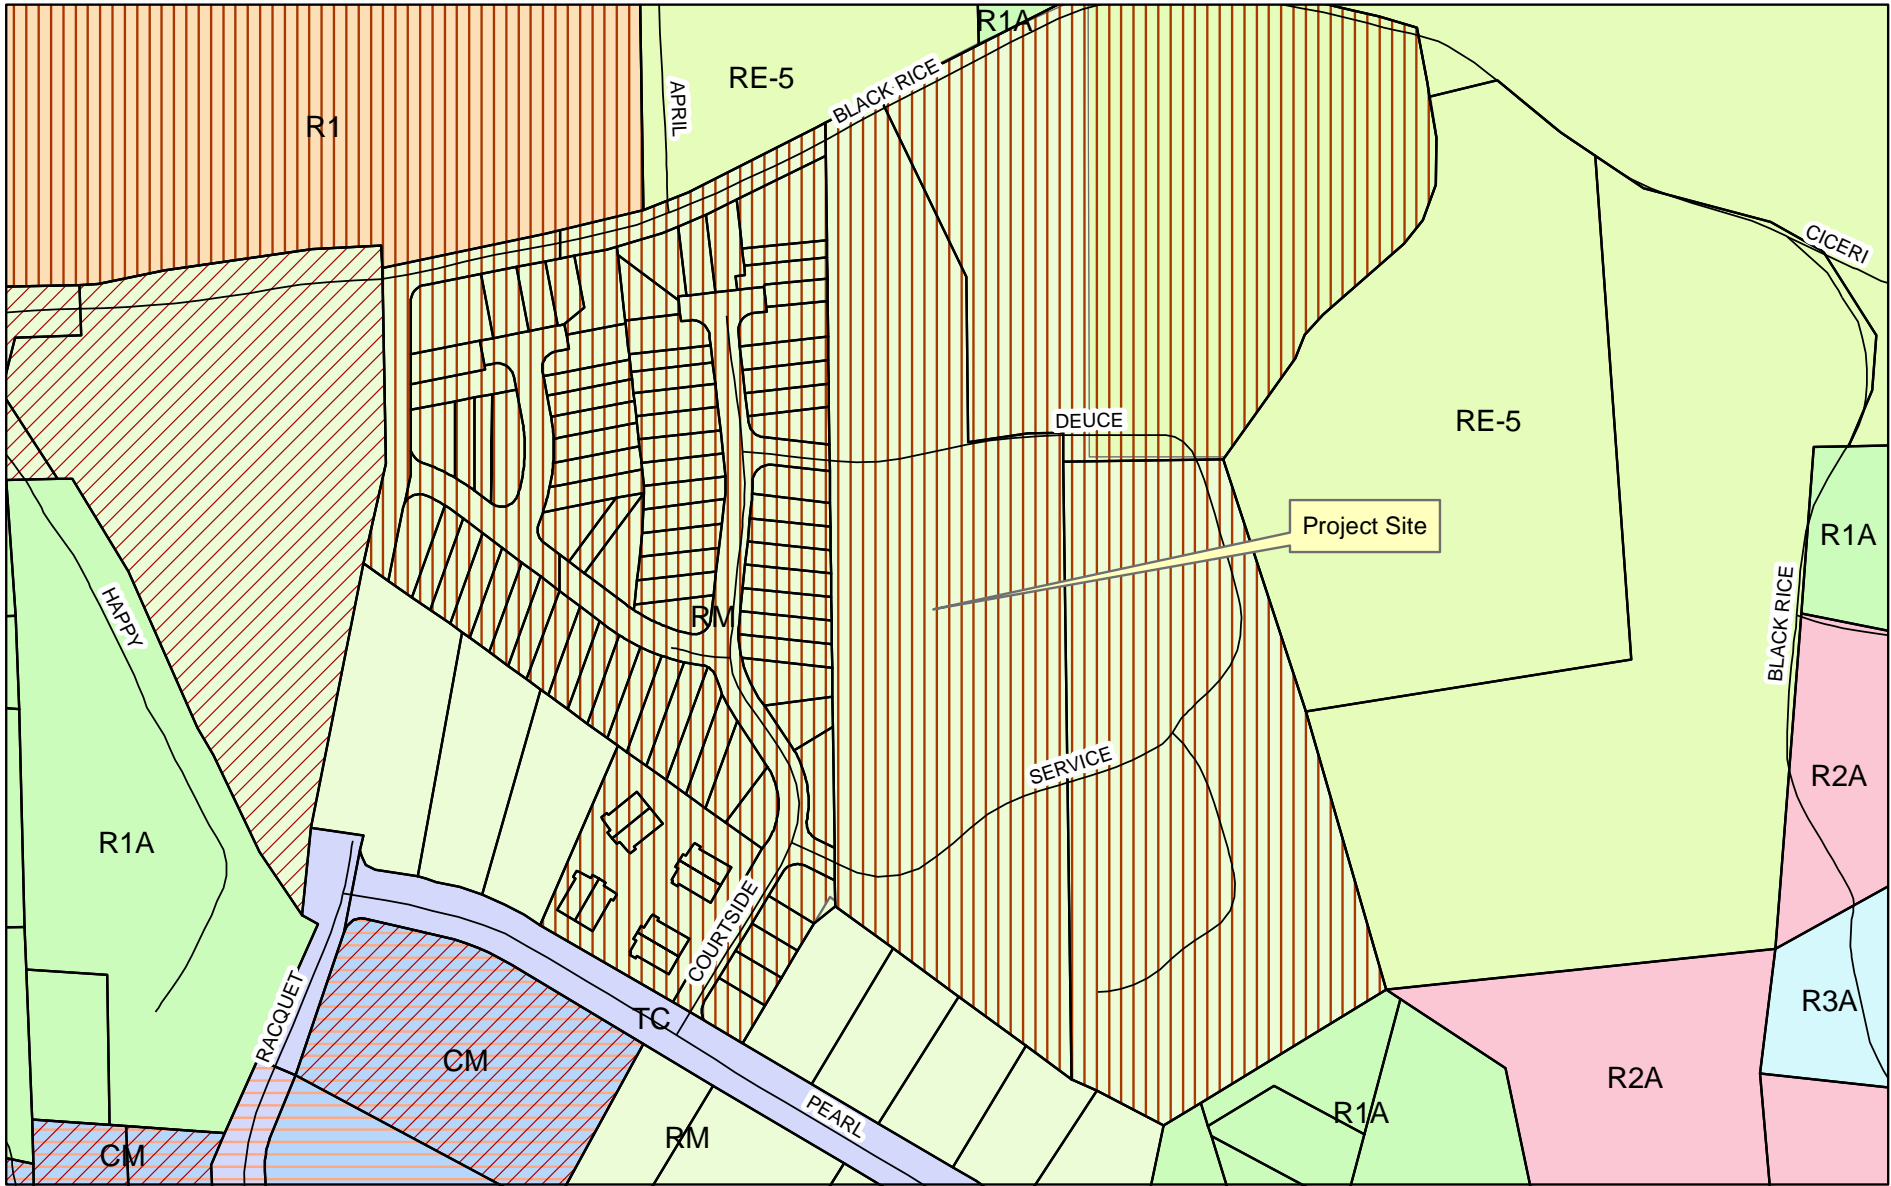 R1A
RE-5
BLACK RICE
APRIL
R1
CICERI
DEUCE
RE-5
Project Site
R1A
HAPPY
RM
BLACK RICE
SERVICE
R2A
R1A
COURTSIDE
R3A
RACQUET
TC
CM
R2A
PEARL
R1A
RM
CM